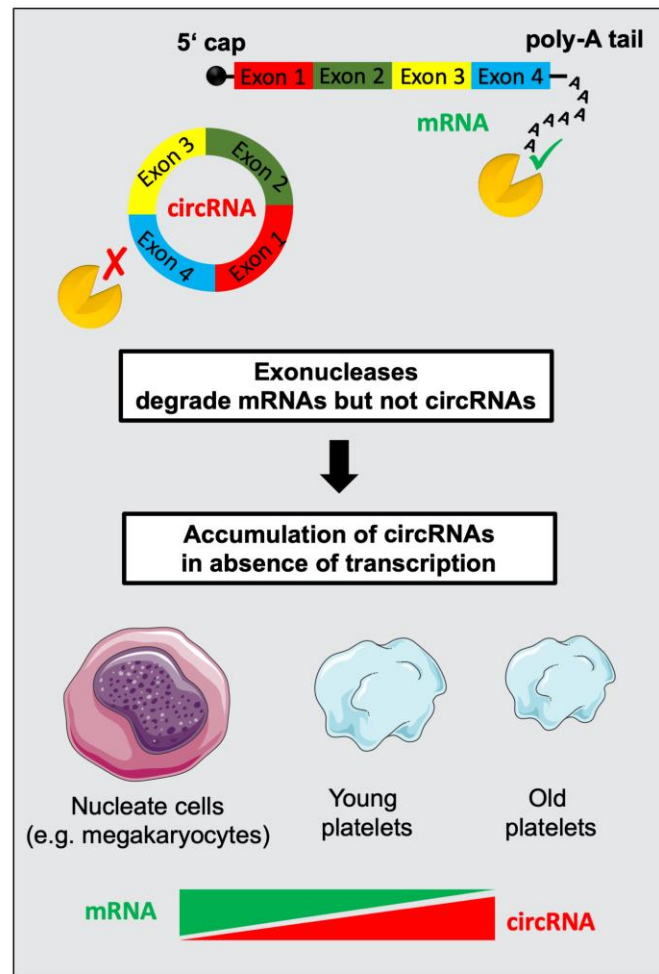 5‘ cap
poly-A tail
Exon 1 Exon 2 Exon 3 Exon 4
A
A
A
A
A
A
A
A
mRNA
Exon 3
Exon 2
circRNA
Exon 4
Exon 1
✗
✓
Exonucleases
degrade mRNAs but not circRNAs
Accumulation of circRNAs
in absence of transcription
Nucleate cells
(e.g. megakaryocytes)
Young
platelets
Old
platelets
mRNA
circRNA